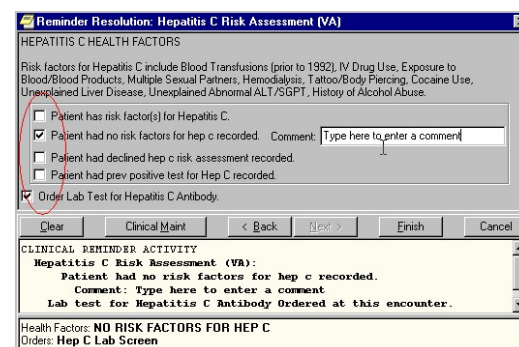 Reminder Resolution: Hepatitis C Risk Assessment (VA)
HEPATITIS C HEALTH FACTORS
Risk factors for Hepatitis C include Blood Transfusions (prior to 1992), IV Drug Use, Exposure to
Blood/Blood Products, Multiple Sexual Partners, Hemodialysis, Tattoo/Body Piercing, Cocaine Use,
Unexplained Liver Disease, Unexplained Abnormal ALT/SGPT, History of Alcohol Abuse.
Patient has risk factor(s) for Hepatitis C.
Patient had no risk factors for hep c recorded. Comment: Type here to enter a comment
Patient had declined hep c risk assessment recorded.
Patient had prev positive test for Hep C recorded.
Order Lab Test for Hepatitis C Antibody.
Clear Clinical Maint < Back Next > Finish Cancel
CLINICAL REMINDER ACTIVITY
Hepatitis C Risk Assessment (VA):
Patient had no risk factors for hep c recorded.
Comment: Type here to enter a comment
Lab test for Hepatitis C Antibody Ordered at this encounter.
Health Factors: NO RISK FACTORS FOR HEP C
Orders: Hep C Lab Screen